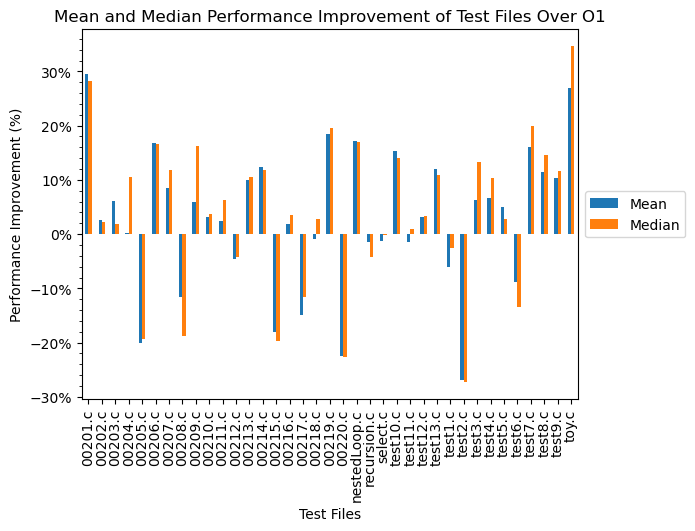 Mean and Median Performance Improvement of Test Files Over O1
30%
20%
10%
0%
−10%
−20%
−30%
Performance Improvement (%)
Mean
Median
00201.c
00202.c
00203.c
00204.c
00205.c
00206.c
00207.c
00208.c
00209.c
00210.c
00211.c
00212.c
00213.c
00214.c
00215.c
00216.c
00217.c
00218.c
00219.c
00220.c
nestedLoop.c
recursion.c
select.c
test10.c
test11.c
test12.c
test13.c
test1.c
test2.c
test3.c
test4.c
test5.c
test6.c
test7.c
test8.c
test9.c
toy.c
Test Files